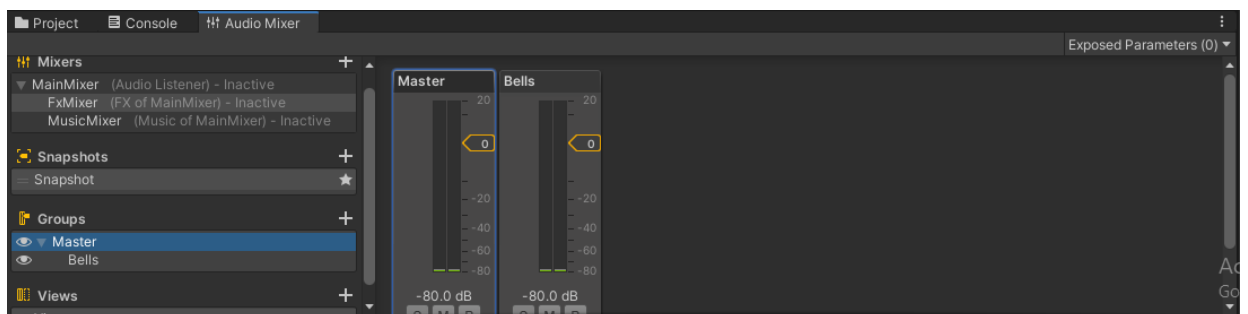 Project Console Audio Mixer
Exposed Parameters (0)
Mixers
MainMixer (Audio Listener) - Inactive
FxMixer (FX of MainMixer) - Inactive
MusicMixer (Music of MainMixer) - Inactive
Snapshots
Snapshot
Groups
Master
Bells
Views
Master
20
0
-20
-40
-60
-80
-80.0 dB
S M B
Bells
20
0
-20
-40
-60
-80
-80.0 dB
S M B
Ac
Go